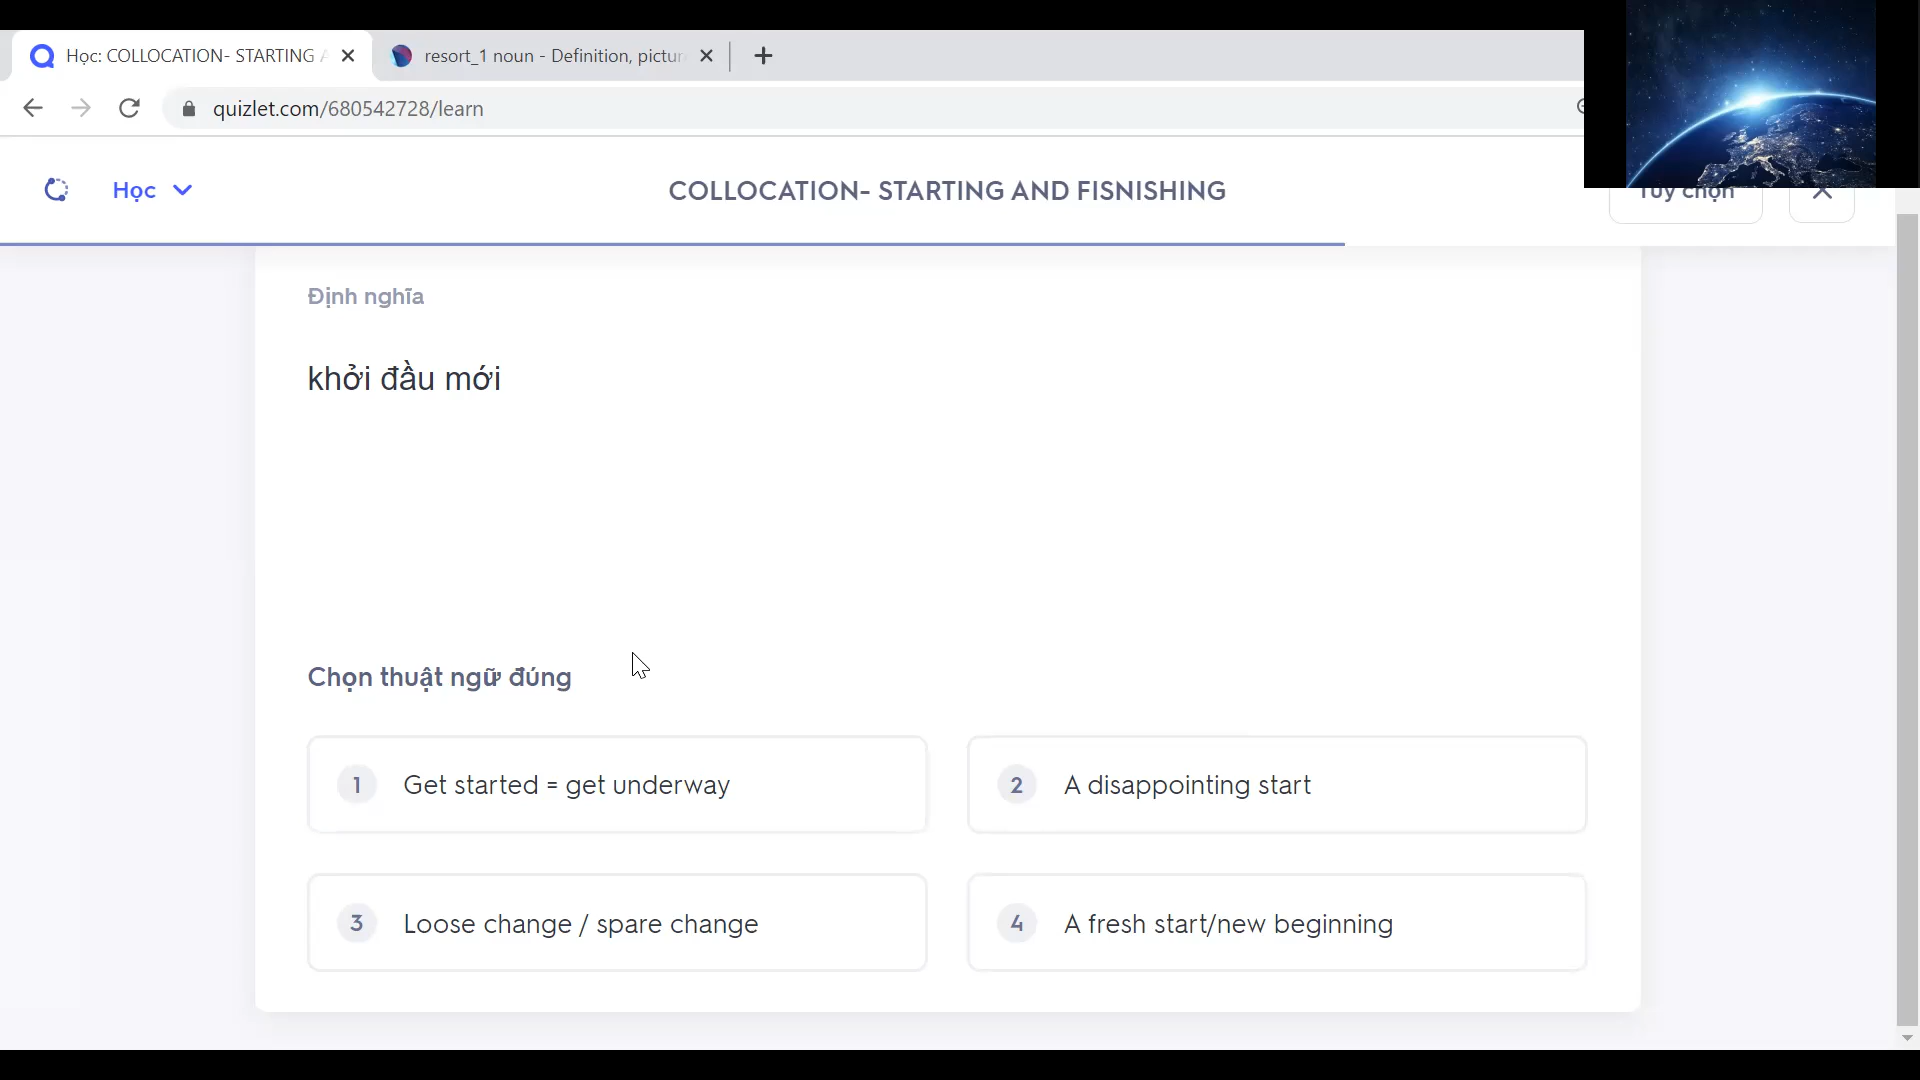 Học: COLLOCATION- STARTING
resort_1 noun - Definition, pictur
quizlet.com/680542728/learn
Học
COLLOCATION- STARTING AND FISNISHING
Tùy chọn
Định nghĩa
khởi đầu mới
Chọn thuật ngữ đúng
1 Get started = get underway
2 A disappointing start
3 Loose change / spare change
4 A fresh start/new beginning